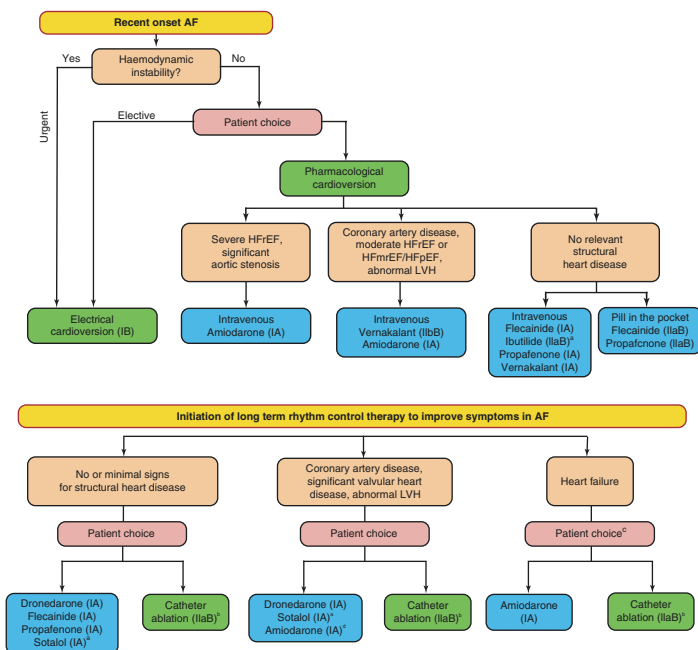 Recent onset AF
Yes
Haemodynamic
instability?
No
Urgent
Elective
Patient choice
Pharmacological
cardioversion
Severe HFrEF,
significant
aortic stenosis
Coronary artery disease,
moderate HFrEF or
HFmrEF/HFpEF,
abnormal LVH
No relevant
structural
heart disease
Electrical
cardioversion (IB)
Intravenous
Amiodarone (IA)
Intravenous
Vernakalant (IIbB)
Amiodarone (IA)
Intravenous
Flecainide (IA)
Ibutilide (IIaB)ᵃ
Propafenone (IA)
Vernakalant (IA)
Pill in the pocket
Flecainide (IIaB)
Propafcnone (IIaB)
Initiation of long term rhythm control therapy to improve symptoms in AF
No or minimal signs
for structural heart disease
Coronary artery disease,
significant valvular heart
disease, abnormal LVH
Heart failure
Patient choice
Patient choice
Patient choiceᶜ
Dronedarone (IA)
Flecainide (IA)
Propafenone (IA)
Sotalol (IA)ᵃ
Catheter
ablation (IIaB)ᵇ
Dronedarone (IA)
Sotalol (IA)ᵃ
Amiodarone (IA)ᵈ
Catheter
ablation (IIaB)ᵇ
Amiodarone
(IA)
Catheter
ablation (IIaB)ᵇ